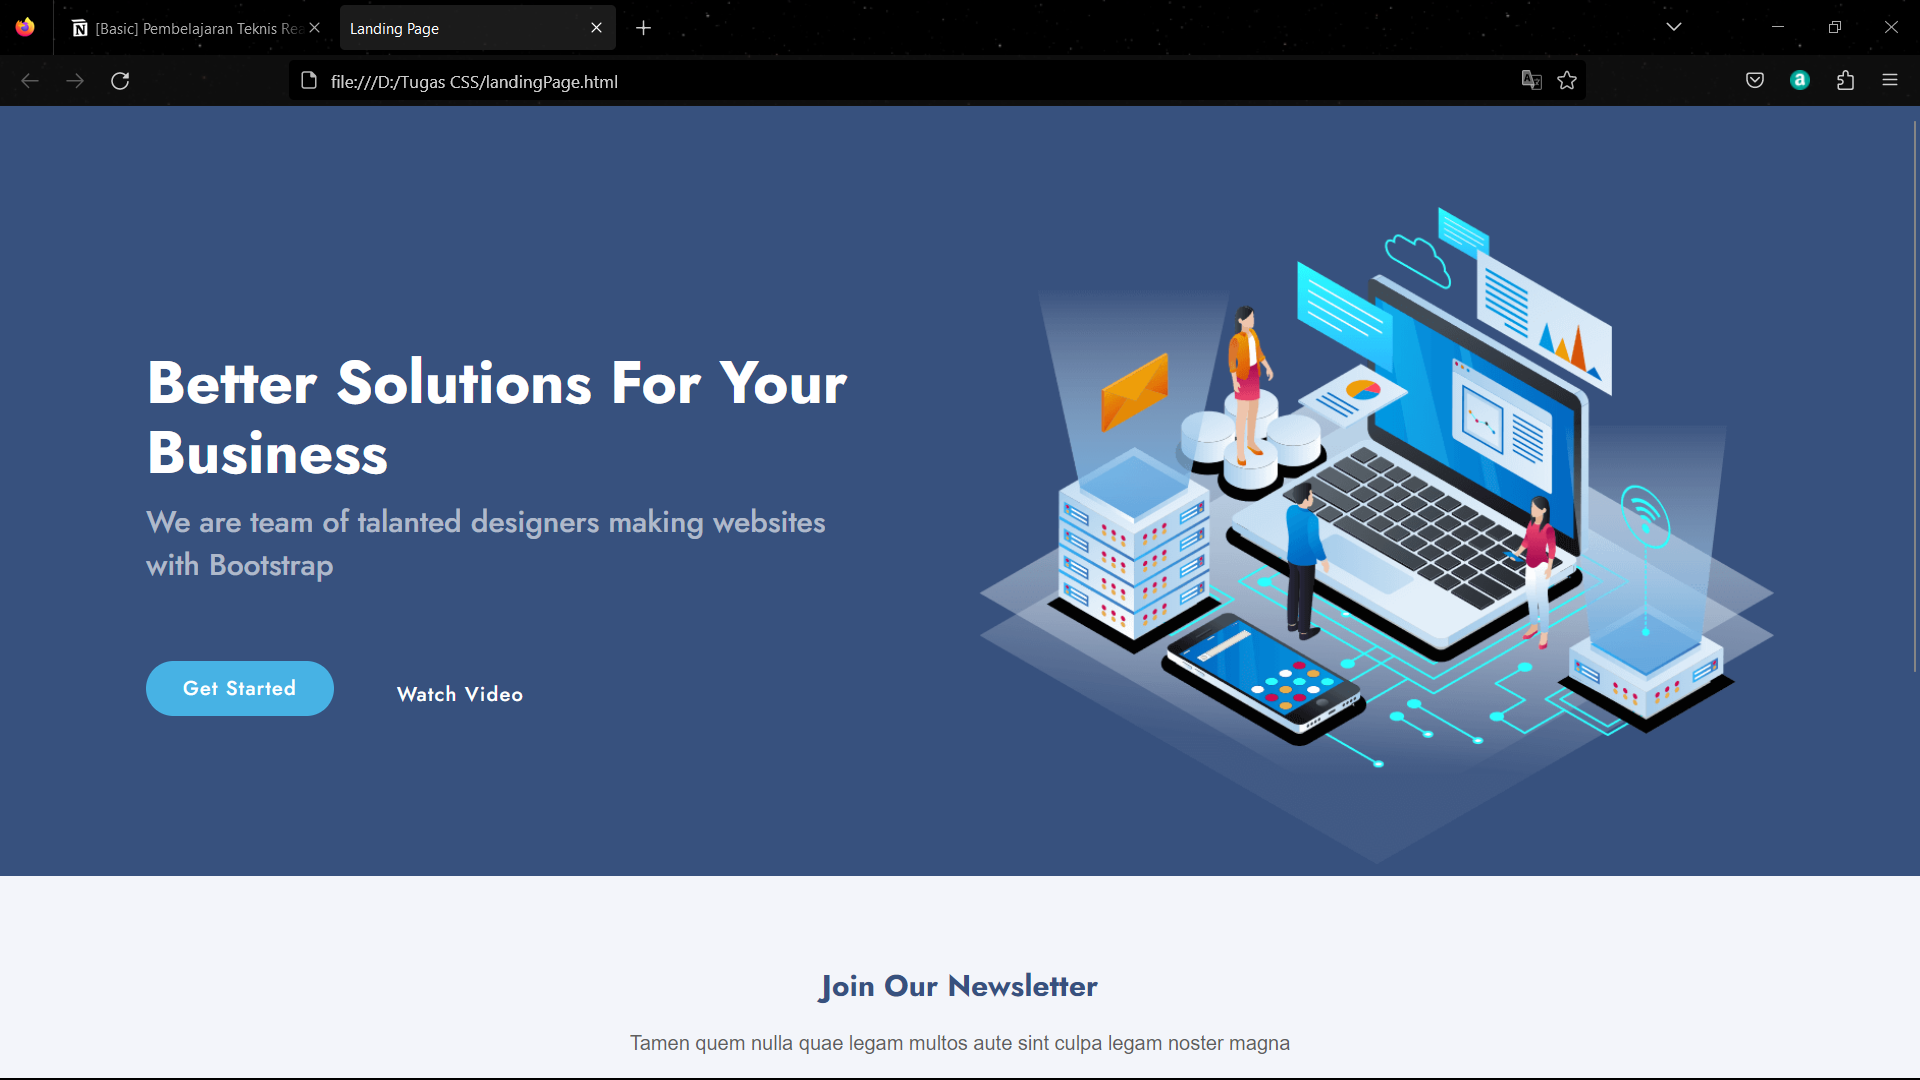 [Basic] Pembelajaran Teknis Rea
Landing Page
file:///D:/Tugas CSS/landingPage.html
Better Solutions For Your
Business
We are team of talanted designers making websites
with Bootstrap
Get Started
Watch Video
Join Our Newsletter
Tamen quem nulla quae legam multos aute sint culpa legam noster magna